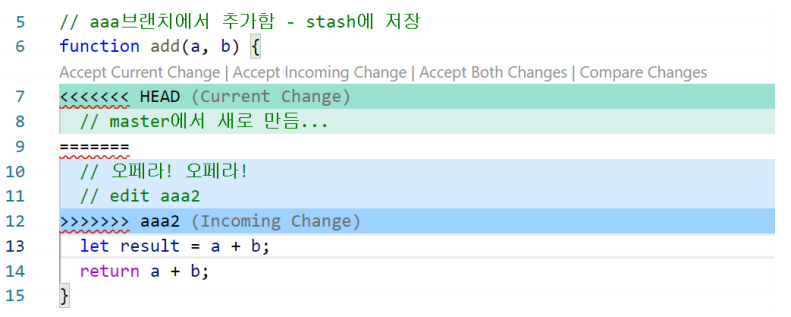 5 // aaa브랜치에서 추가함 - stash에 저장
6 function add(a, b) {
Accept Current Change | Accept Incoming Change | Accept Both Changes | Compare Changes
7 <<<<<<< HEAD (Current Change)
8 // master에서 새로 만듬...
9 =======
10 // 오페라! 오페라!
11 // edit aaa2
12 >>>>>>> aaa2 (Incoming Change)
13 let result = a + b;
14 return a + b;
15 }